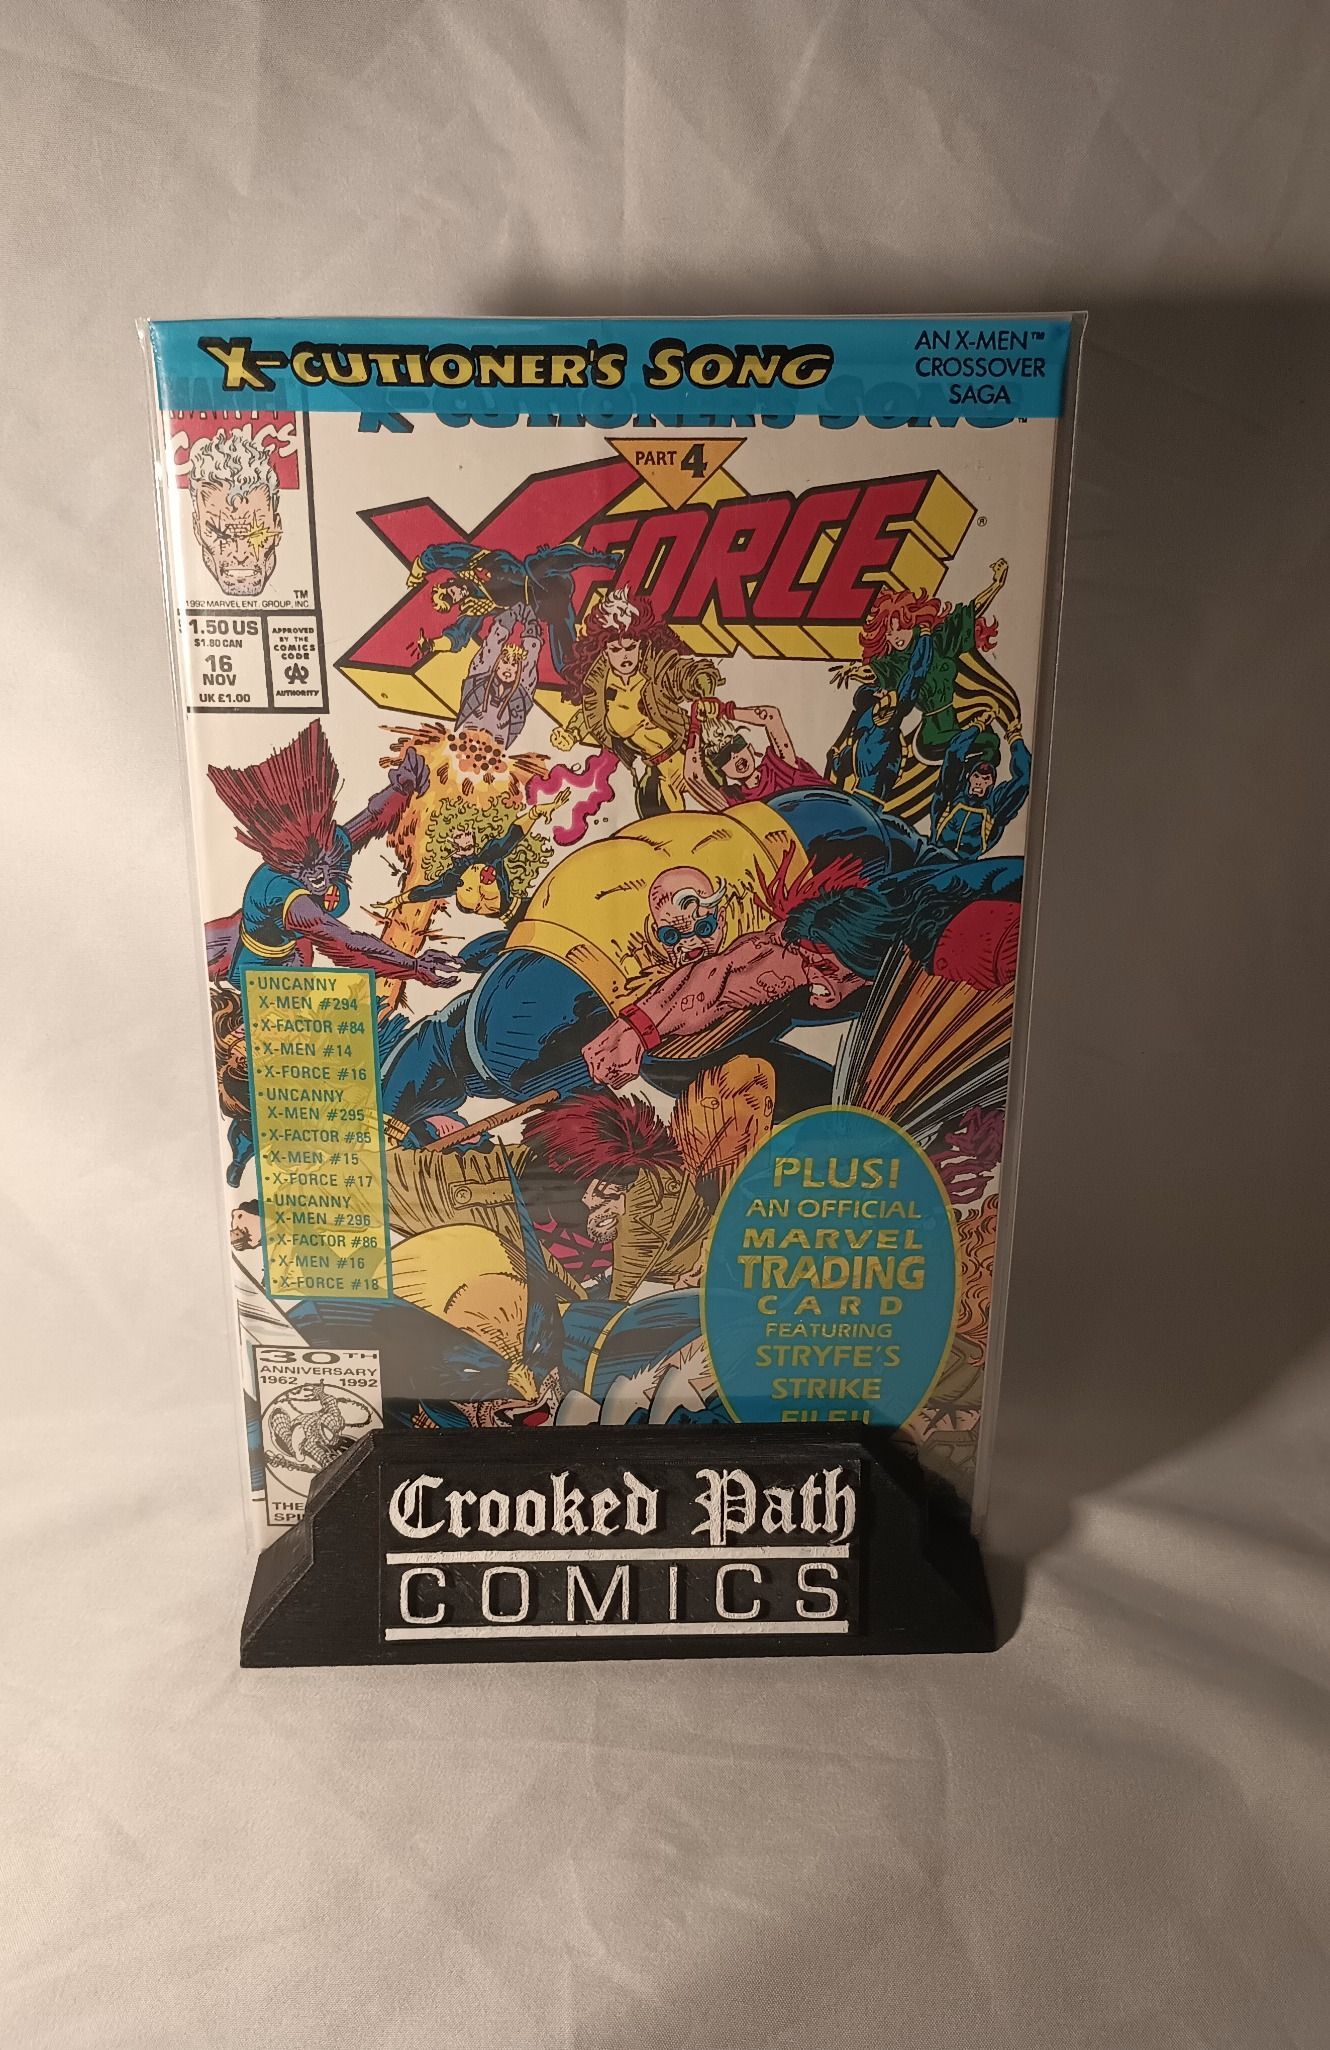 X-CUTIONER'S SONG
AN X-MEN™
CROSSOVER
SAGA
MARVEL
COMICS
X-CUTIONER'S SONG™
PART 4
X-FORCE®
TM
1992 MARVEL ENT. GROUP, INC
$1.50 US
$1.80 CAN
16
NOV
UK £1.00
APPROVED
BY THE
COMICS
CODE
CA
AUTHORITY
•UNCANNY
X-MEN #294
•X-FACTOR #84
•X-MEN #14
•X-FORCE #16
•UNCANNY
X-MEN #295
•X-FACTOR #85
•X-MEN #15
•X-FORCE #17
•UNCANNY
X-MEN #296
•X-FACTOR #86
•X-MEN #16
•X-FORCE #18
PLUS!
AN OFFICIAL
MARVEL
TRADING
CARD
FEATURING
STRYFE'S
STRIKE
FILE!!
30TH
ANNIVERSARY
1962 1992
THE
Crooked Path
COMICS